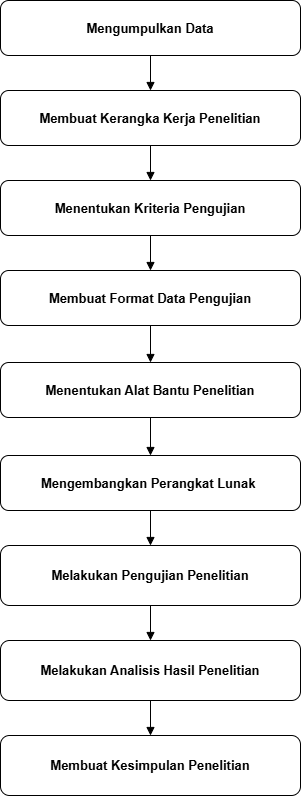 Mengumpulkan Data
Membuat Kerangka Kerja Penelitian
Menentukan Kriteria Pengujian
Membuat Format Data Pengujian
Menentukan Alat Bantu Penelitian
Mengembangkan Perangkat Lunak
Melakukan Pengujian Penelitian
Melakukan Analisis Hasil Penelitian
Membuat Kesimpulan Penelitian